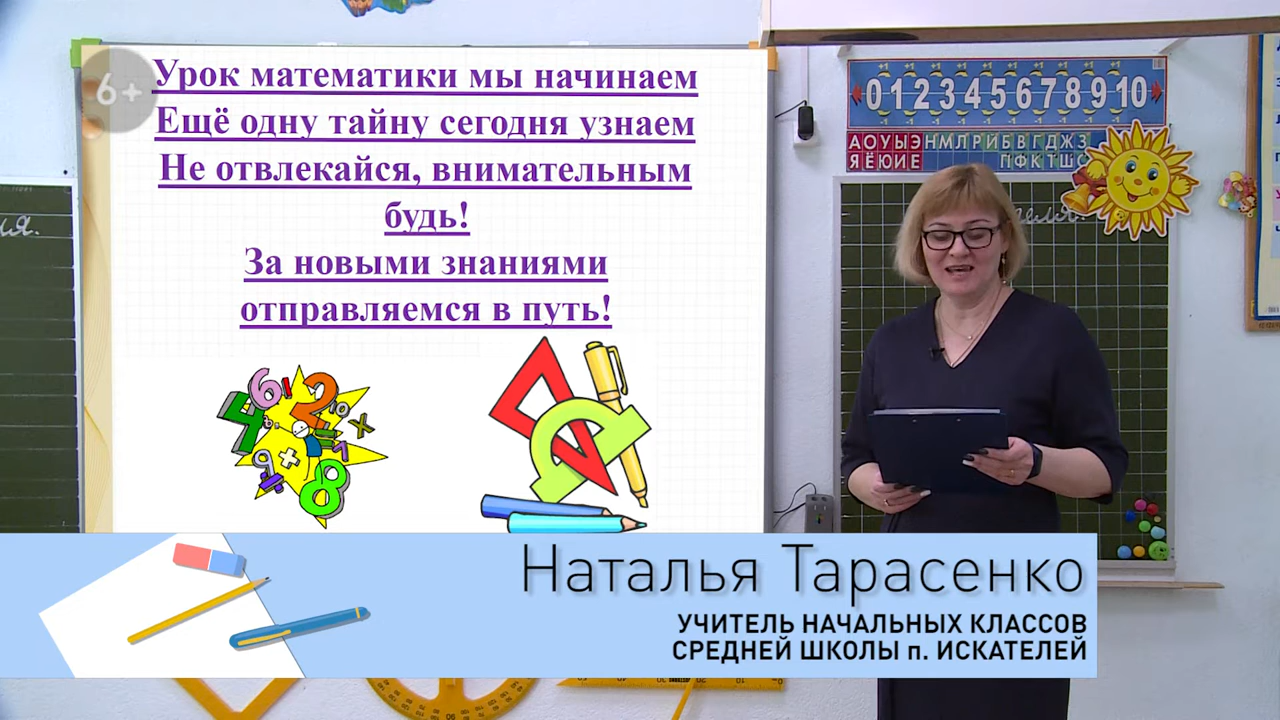 6+
Урок математики мы начинаем
Ещё одну тайну сегодня узнаем
Не отвлекайся, внимательным
будь!
За новыми знаниями
отправляемся в путь!
0 1 2 3 4 5 6 7 8 9 10
А О У Ы Э Н М Л Р И Б В Г Д Ж З
Я Ё Ю И Е П Ф К Т Ш С
Наталья Тарасенко
УЧИТЕЛЬ НАЧАЛЬНЫХ КЛАССОВ
СРЕДНЕЙ ШКОЛЫ п. ИСКАТЕЛЕЙ